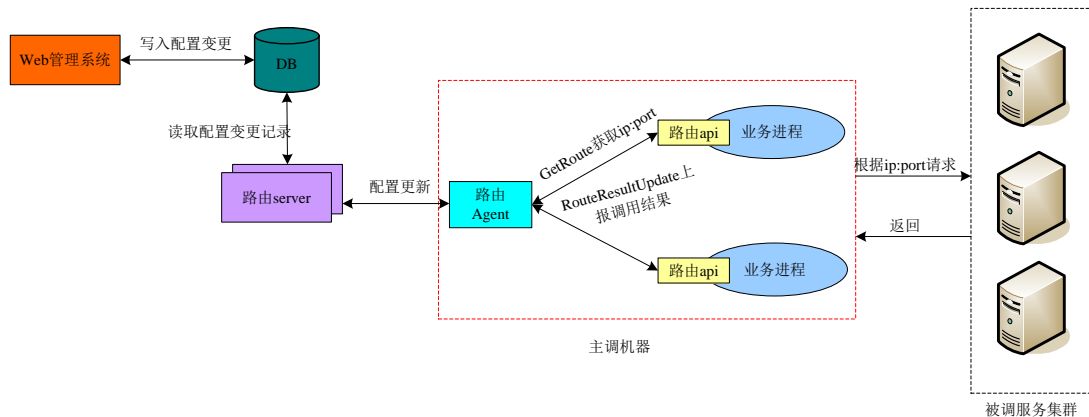 Web管理系统
写入配置变更
DB
读取配置变更记录
路由server
配置更新
路由
Agent
GetRoute获取ip:port
RouteResultUpdate上
报调用结果
路由api
业务进程
路由api
业务进程
主调机器
根据ip:port请求
返回
被调服务集群